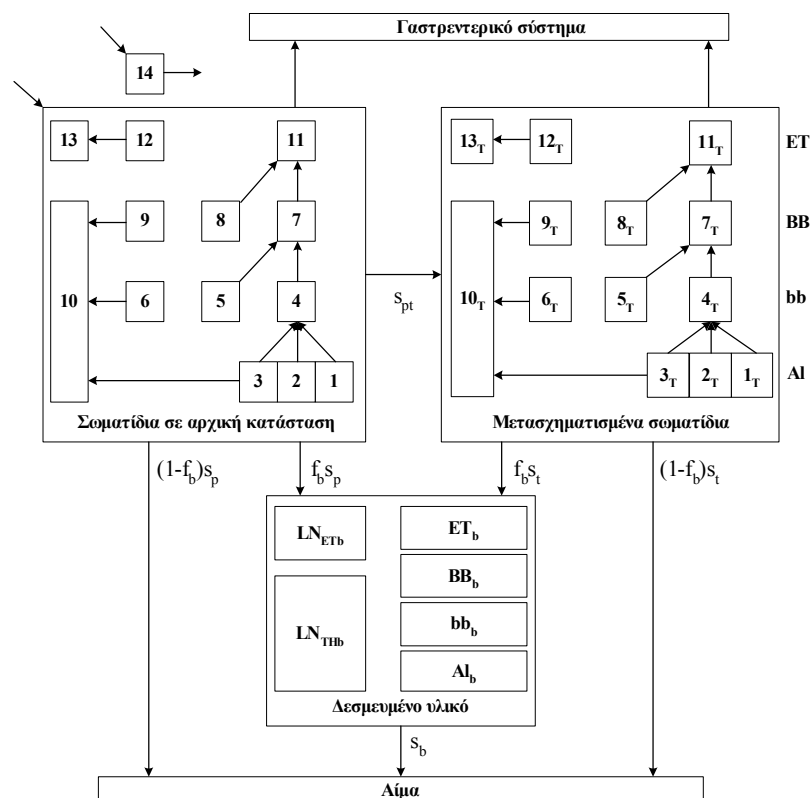 Γαστρεντερικό σύστημα
14
13 12 11
13T 12T 11T ET
9 8 7
9T 8T 7T BB
10 6 5 4
10T 6T 5T 4T bb
spt
3 2 1
3T 2T 1T Al
Σωματίδια σε αρχική κατάσταση
Μετασχηματισμένα σωματίδια
(1-fb)sp fbsp fbst (1-fb)st
LNETb ETb
BBb
LNTHb bbb
Alb
Δεσμευμένο υλικό
sb
Αίμα